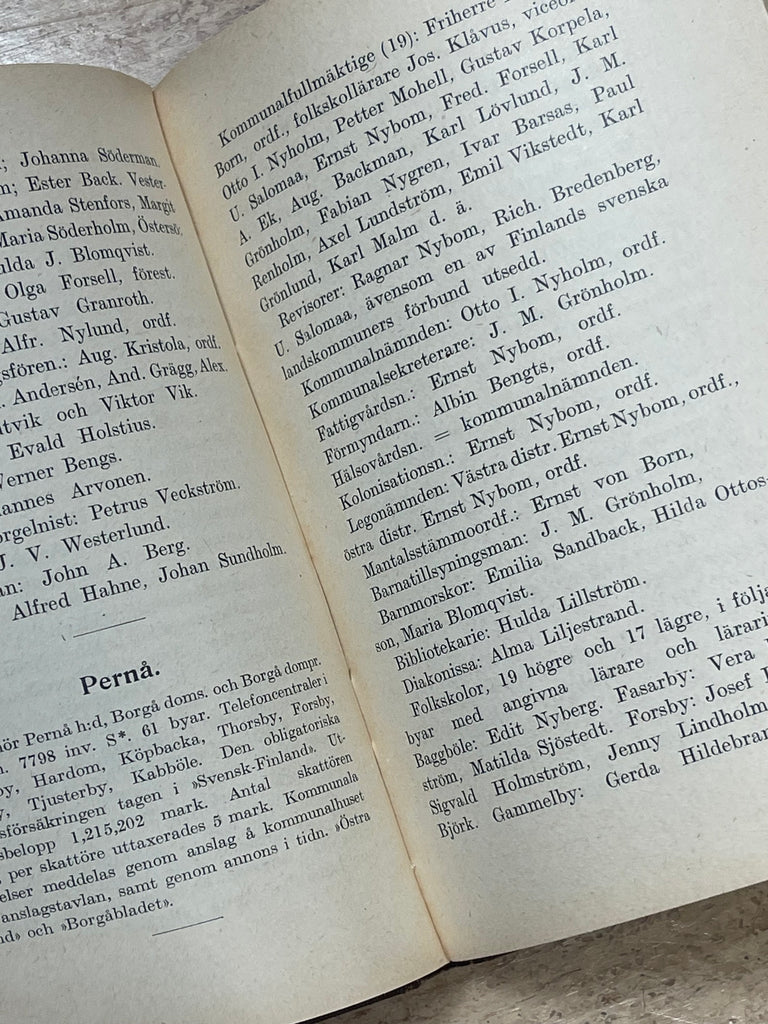 ; Johanna Söderman,
; Ester Back. Vester-
Amanda Stenfors, Margit
Maria Söderholm, Östersö,
ulda J. Blomqvist.
Olga Forsell, förest.
Gustav Granroth.
Alfr. Nylund, ordf.
gsfören.: Aug. Kristola, ordf.
. Andersén, And. Grägg, Alex.
tvik och Viktor Vik.
Evald Holstius.
Verner Bengs.
annes Arvonen.
orgelnist: Petrus Veckström.
J. V. Westerlund.
an: John A. Berg.
Alfred Hahne, Johan Sundholm.
Pernå.
hör Pernå h:d, Borgå doms. och Borgå dompr.
. 7798 inv. S*. 61 byar. Telefoncentraler i
by, Hardom, Köpbacka, Thorsby, Forsby,
y, Tjusterby, Kabböle. Den obligatoriska
sförsäkringen tagen i »Svensk-Finland». Ut-
sbelopp 1,215,202 mark. Antal skattören
per skattöre uttaxerades 5 mark. Kommunala
elser meddelas genom anslag å kommunalhuset
anslagstavlan, samt genom annons i tidn. »Östra
nd» och »Borgåbladet».
Kommunalfullmäktige (19): Friherre
Born, ordf., folkskollärare Jos. Klåvus, viceo
Otto I. Nyholm, Petter Mohell, Gustav Korpela,
U. Salomaa, Ernst Nybom, Fred. Forsell, Karl
A. Ek, Aug. Backman, Karl Lövlund, J. M.
Grönholm, Fabian Nygren, Ivar Barsas, Paul
Renholm, Axel Lundström, Emil Vikstedt, Karl
Grönlund, Karl Malm d. ä.
Revisorer: Ragnar Nybom, Rich. Bredenberg,
U. Salomaa, ävensom en av Finlands svenska
landskommuners förbund utsedd.
Kommunalnämnden: Otto I. Nyholm, ordf.
Kommunalsekreterare: J. M. Grönholm.
Fattigvårdsn.: Ernst Nybom, ordf.
Förmyndarn.: Albin Bengts, ordf.
Hälsovårdsn. = kommunalnämnden.
Kolonisationsn.: Ernst Nybom, ordf.
Legonämnden: Västra distr. Ernst Nybom, ordf.,
östra distr. Ernst Nybom, ordf.
Mantalsstämmoordf.: Ernst von Born,
Barnatillsyningsman: J. M. Grönholm,
Barnmorskor: Emilia Sandback, Hilda Ottos-
son, Maria Blomqvist.
Bibliotekarie: Hulda Lillström.
Diakonissa: Alma Liljestrand.
Folkskolor, 19 högre och 17 lägre, i följa
byar med angivna lärare och lärari
Baggböle: Edit Nyberg. Fasarby: Vera
ström, Matilda Sjöstedt. Forsby: Josef
Sigvald Holmström, Jenny Lindholm
Björk. Gammelby: Gerda Hildebran